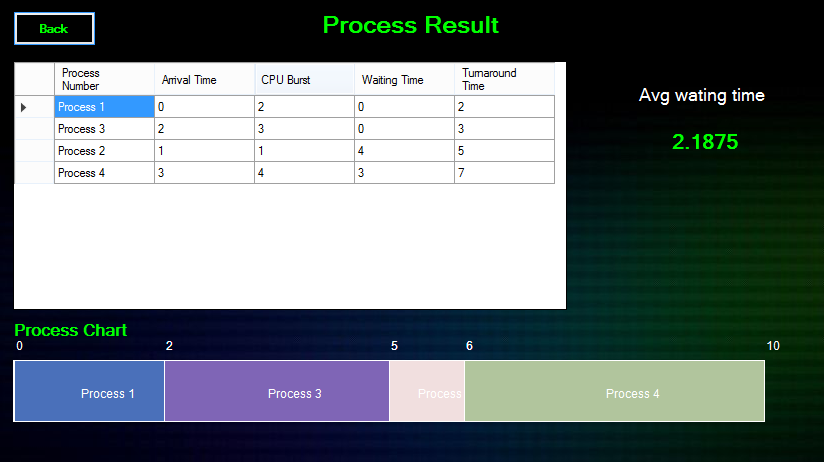 Back
Process Result
Process Number Arrival Time CPU Burst Waiting Time Turnaround Time
Process 1 0 2 0 2
Process 3 2 3 0 3
Process 2 1 1 4 5
Process 4 3 4 3 7
Avg wating time
2.1875
Process Chart
0 2 5 6 10
Process 1 Process 3 Process Process 4